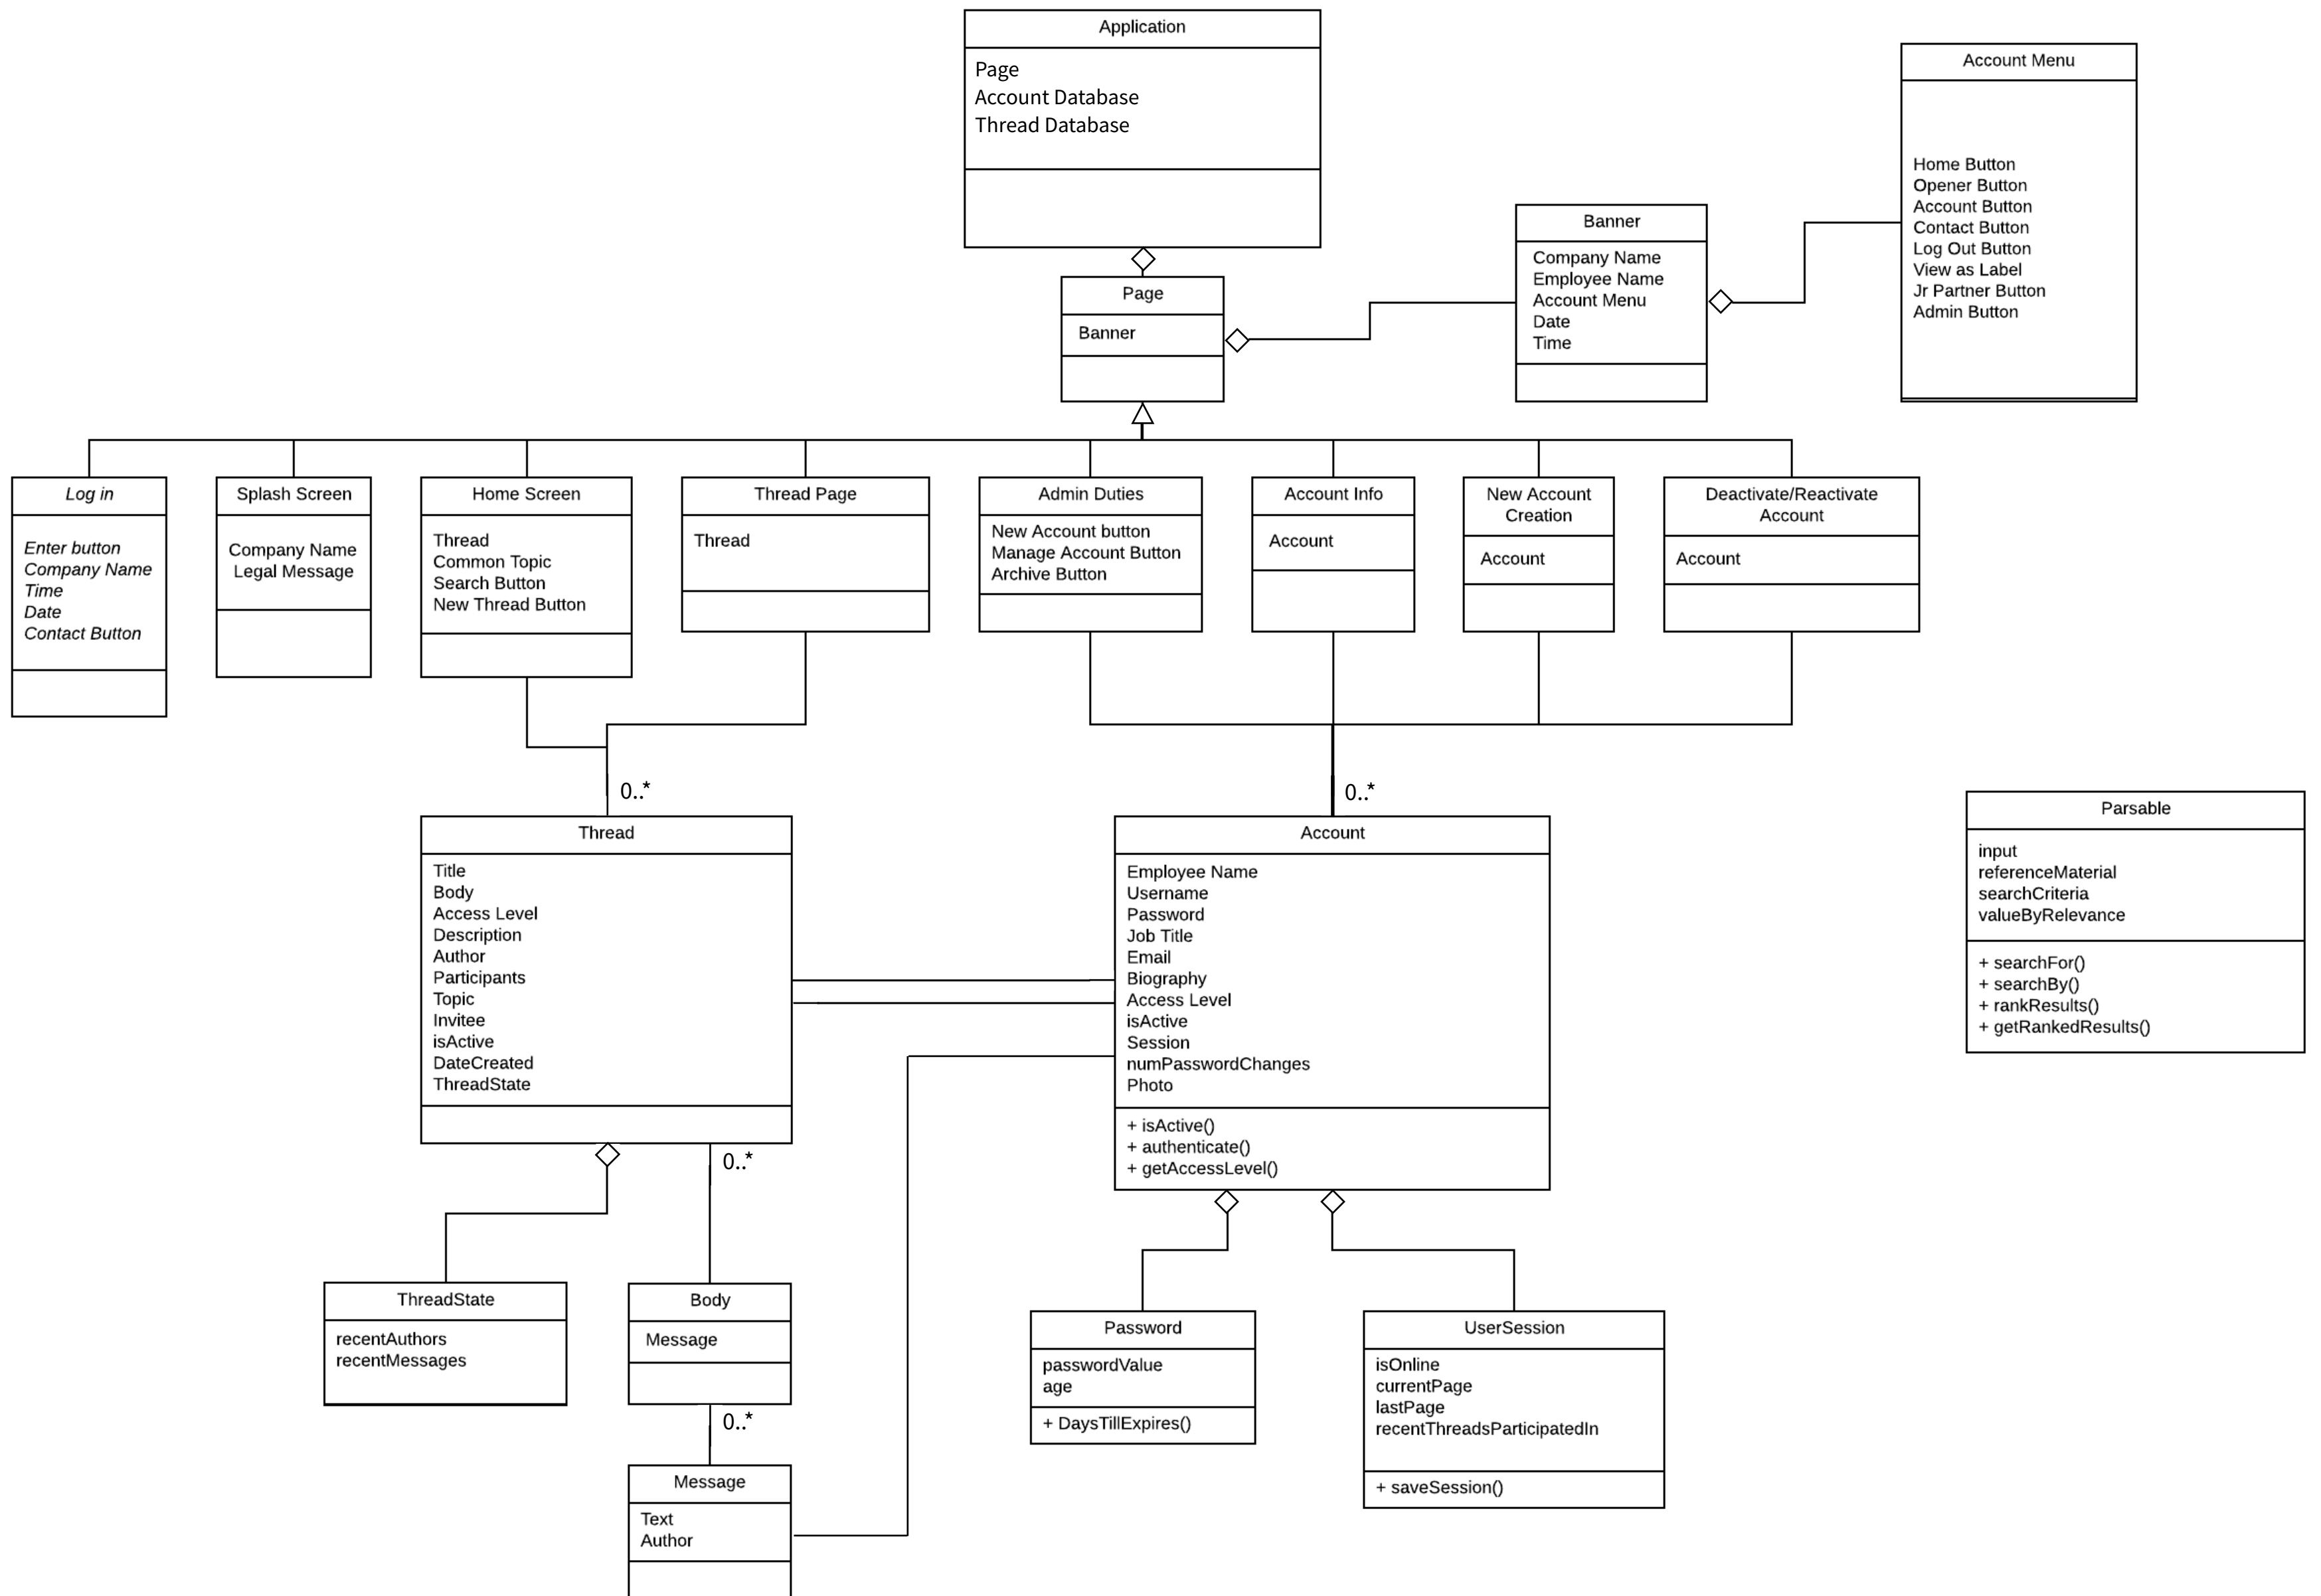 Application
Page
Account Database
Thread Database
Account Menu
Home Button
Opener Button
Account Button
Contact Button
Log Out Button
View as Label
Jr Partner Button
Admin Button
Banner
Company Name
Employee Name
Account Menu
Date
Time
Page
Banner
Log in
Enter button
Company Name
Time
Date
Contact Button
Splash Screen
Company Name
Legal Message
Home Screen
Thread
Common Topic
Search Button
New Thread Button
Thread Page
Thread
Admin Duties
New Account button
Manage Account Button
Archive Button
Account Info
Account
New Account
Creation
Account
Deactivate/Reactivate
Account
Account
0..*
0..*
Thread
Title
Body
Access Level
Description
Author
Participants
Topic
Invitee
isActive
DateCreated
ThreadState
Account
Employee Name
Username
Password
Job Title
Email
Biography
Access Level
isActive
Session
numPasswordChanges
Photo
+ isActive()
+ authenticate()
+ getAccessLevel()
Parsable
input
referenceMaterial
searchCriteria
valueByRelevance
+ searchFor()
+ searchBy()
+ rankResults()
+ getRankedResults()
0..*
ThreadState
recentAuthors
recentMessages
Body
Message
0..*
Message
Text
Author
Password
passwordValue
age
+ DaysTillExpires()
UserSession
isOnline
currentPage
lastPage
recentThreadsParticipatedIn
+ saveSession()